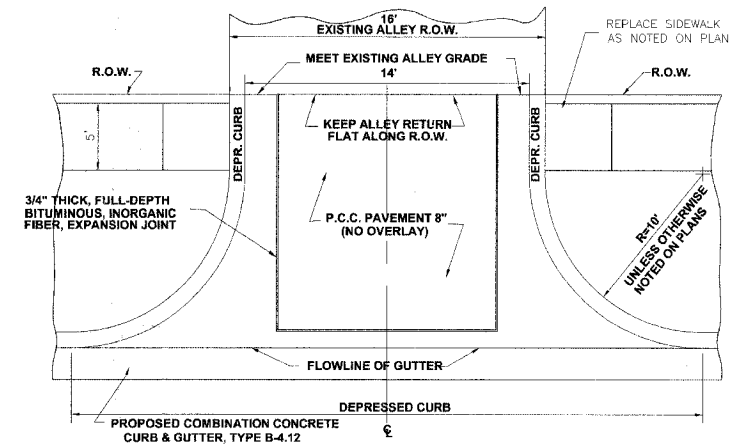 16'
EXISTING ALLEY R.O.W.
REPLACE SIDEWALK
AS NOTED ON PLAN
MEET EXISTING ALLEY GRADE
R.O.W.
14'
R.O.W.
5'
DEPR. CURB
KEEP ALLEY RETURN
FLAT ALONG R.O.W.
DEPR. CURB
3/4" THICK, FULL-DEPTH
BITUMINOUS, INORGANIC
FIBER, EXPANSION JOINT
P.C.C. PAVEMENT 8"
(NO OVERLAY)
R=10'
UNLESS OTHERWISE
NOTED ON PLANS
FLOWLINE OF GUTTER
DEPRESSED CURB
PROPOSED COMBINATION CONCRETE
CURB & GUTTER, TYPE B-4.12
℄